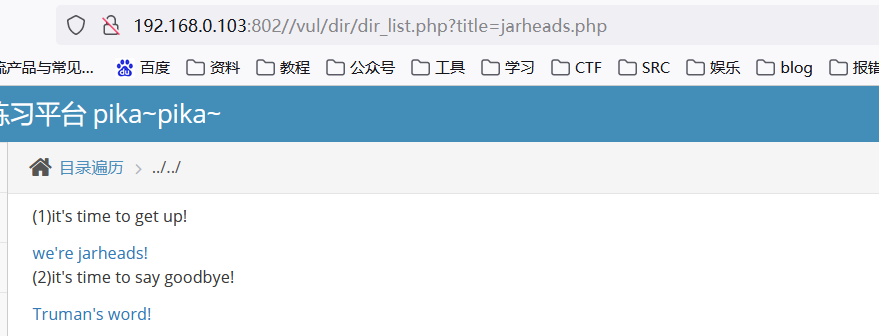 192.168.0.103:802//vul/dir/dir_list.php?title=jarheads.php
流产品与常见... 百度 资料 教程 公众号 工具 学习 CTF SRC 娱乐 blog 报错
练习平台 pika~pika~
目录遍历 > ../../
(1)it's time to get up!
we're jarheads!
(2)it's time to say goodbye!
Truman's word!